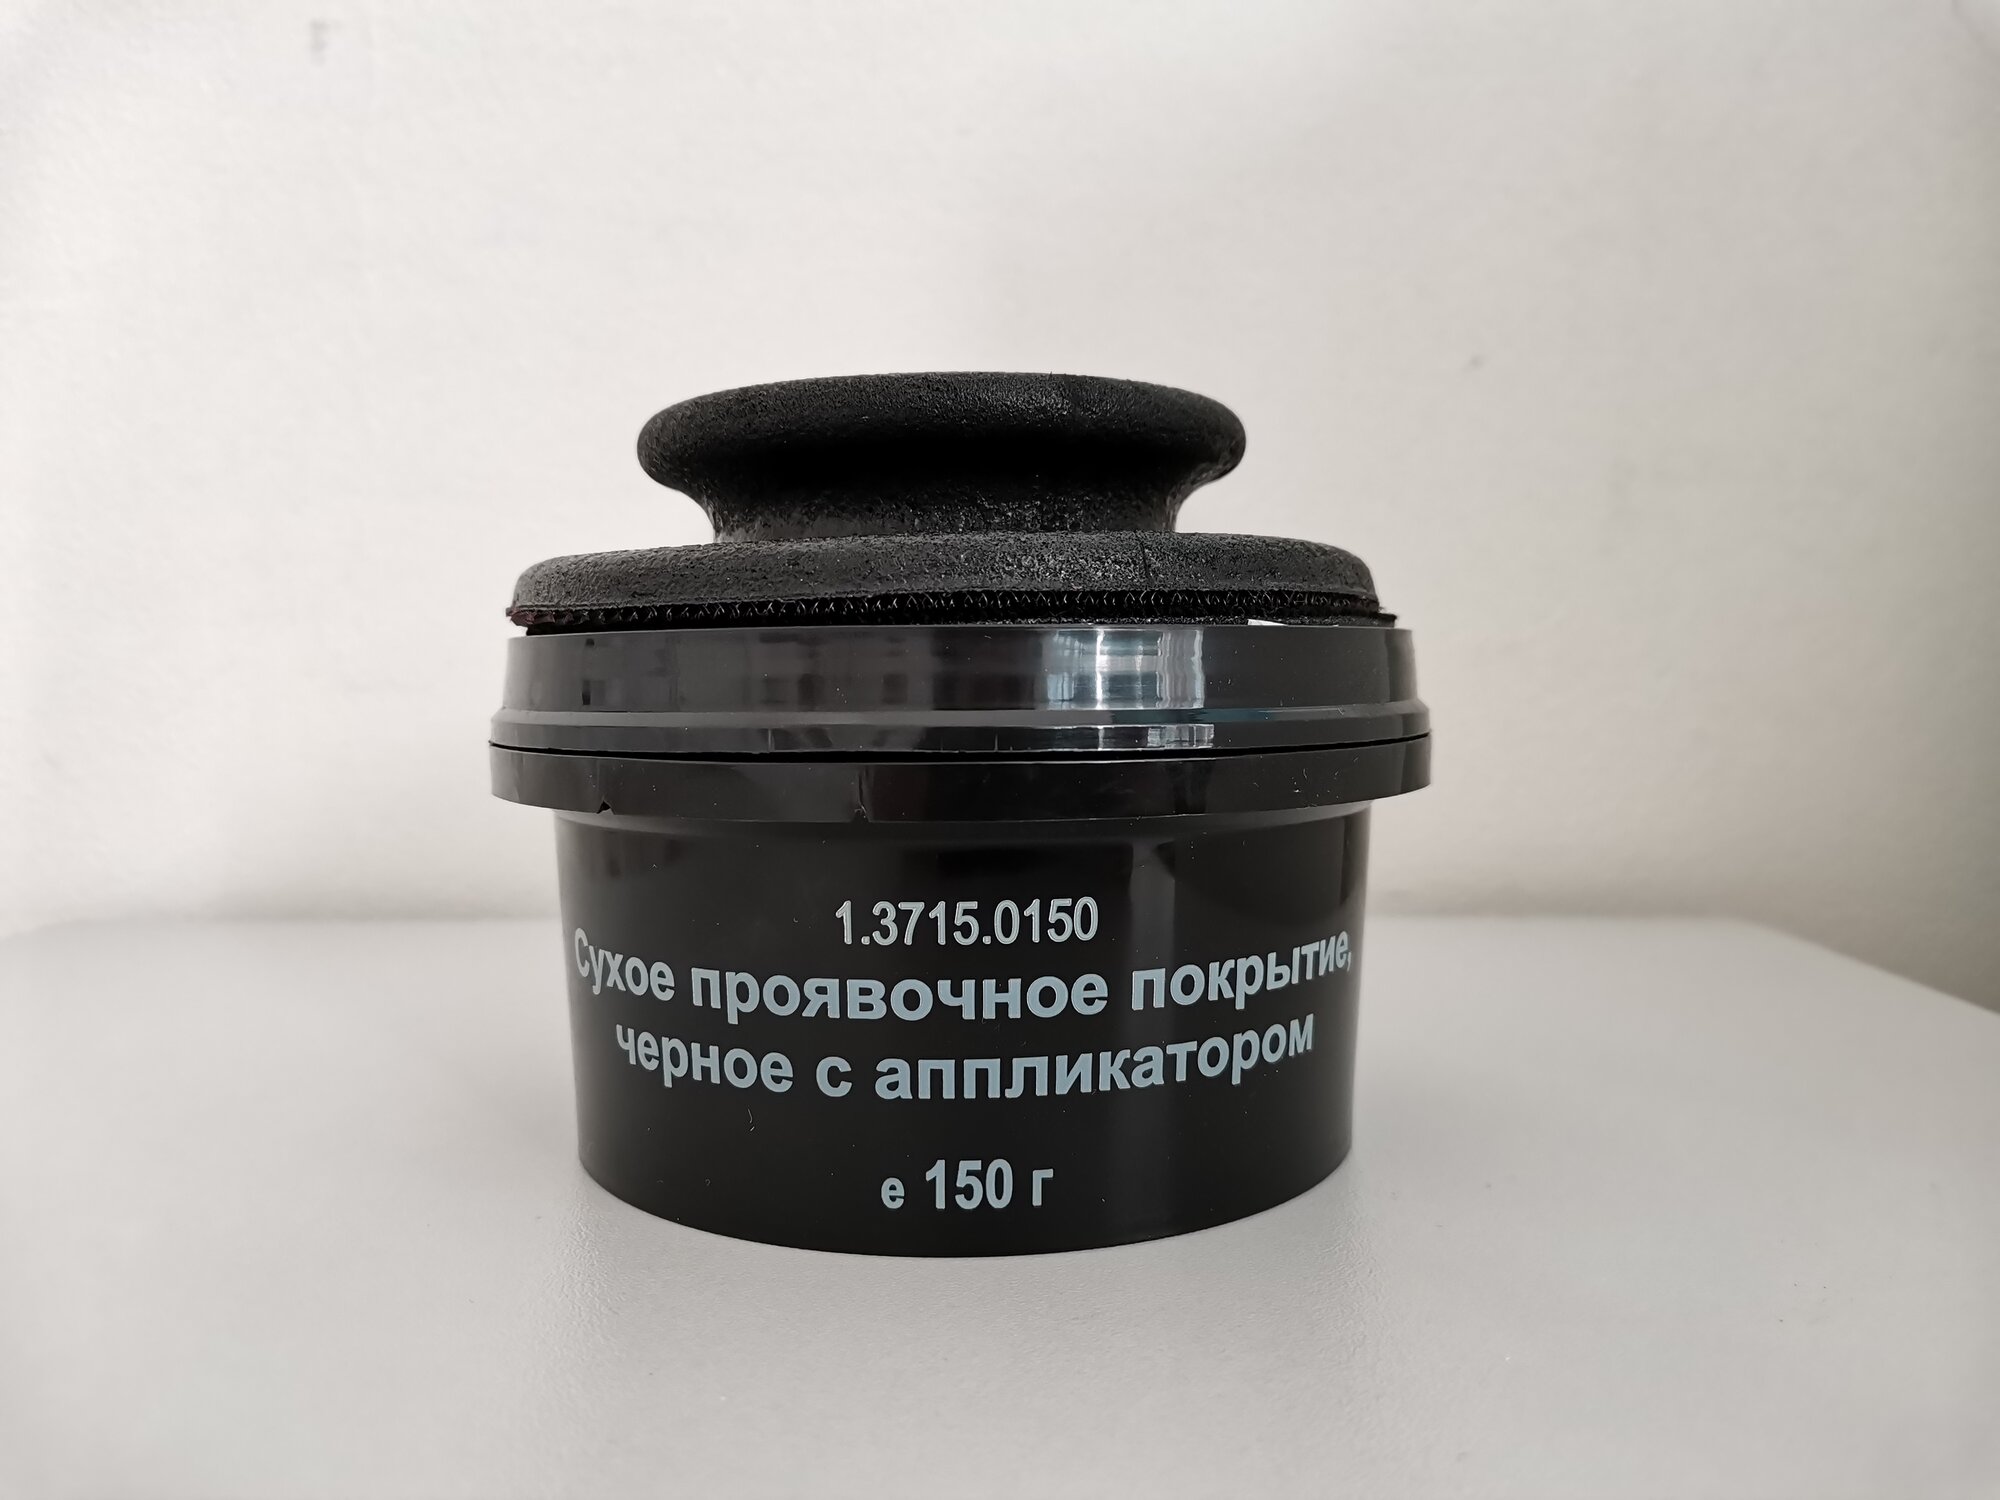 1.3715.0150
Сухое проявочное покрытие,
черное с аппликатором
е 150 г